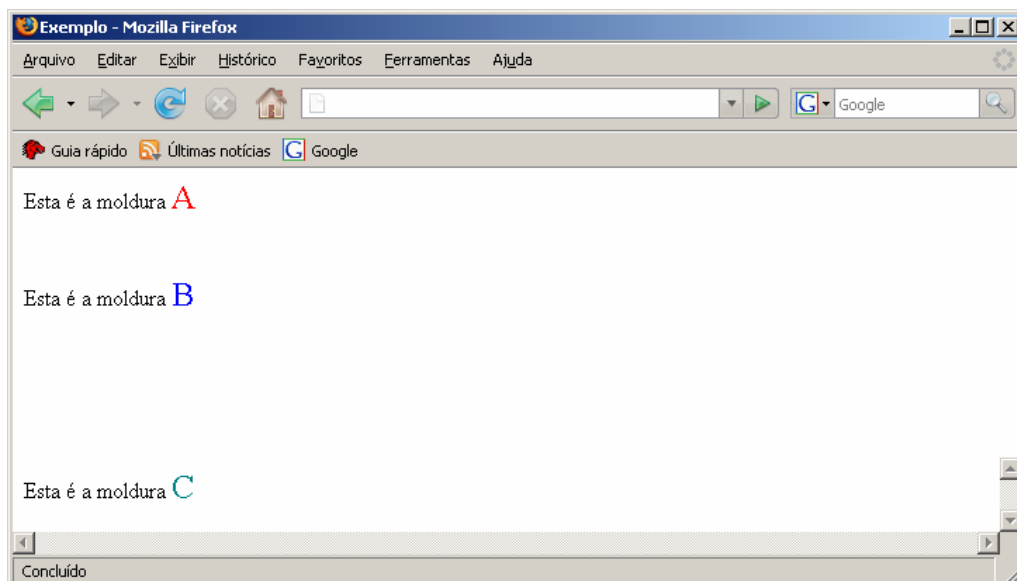 Exemplo - Mozilla Firefox
Arquivo Editar Exibir Histórico Favoritos Ferramentas Ajuda
G Google
Guia rápido Últimas notícias G Google
Esta é a moldura A
Esta é a moldura B
Esta é a moldura C
Concluído